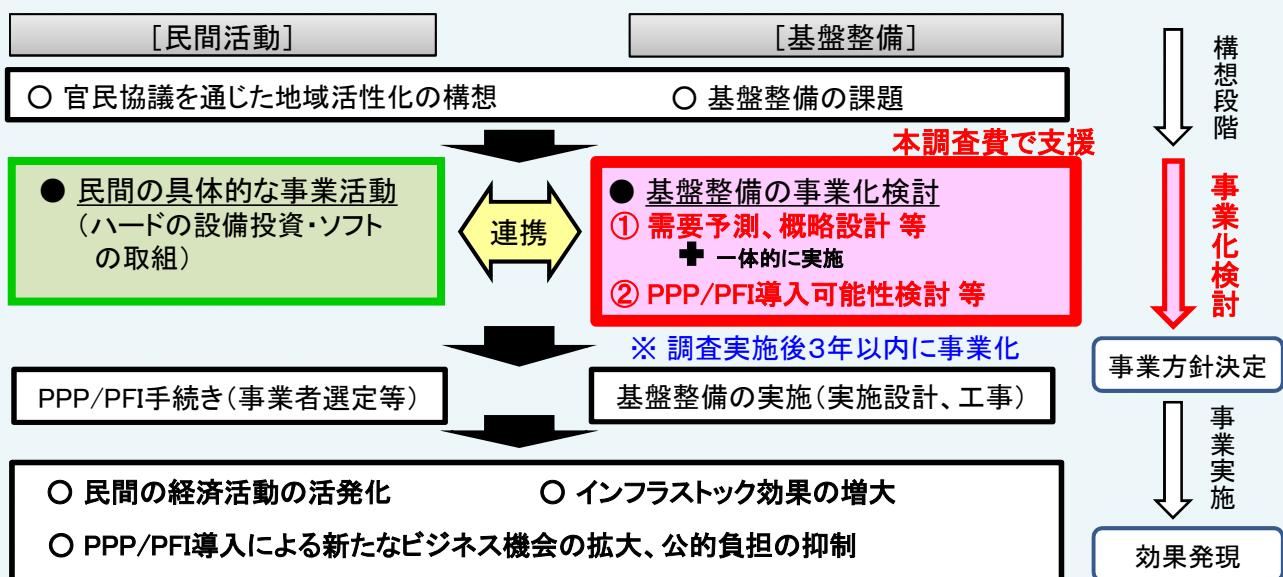 [民間活動]
[基盤整備]
○ 官民協議を通じた地域活性化の構想
○ 基盤整備の課題
本調査費で支援
● 民間の具体的な事業活動
(ハードの設備投資・ソフト
の取組)
連携
● 基盤整備の事業化検討
① 需要予測、概略設計 等
✚ 一体的に実施
② PPP/PFI導入可能性検討 等
※ 調査実施後3年以内に事業化
PPP/PFI手続き(事業者選定等)
基盤整備の実施(実施設計、工事)
○ 民間の経済活動の活発化
○ インフラストック効果の増大
○ PPP/PFI導入による新たなビジネス機会の拡大、公的負担の抑制
構想段階
事業化検討
事業方針決定
事業実施
効果発現